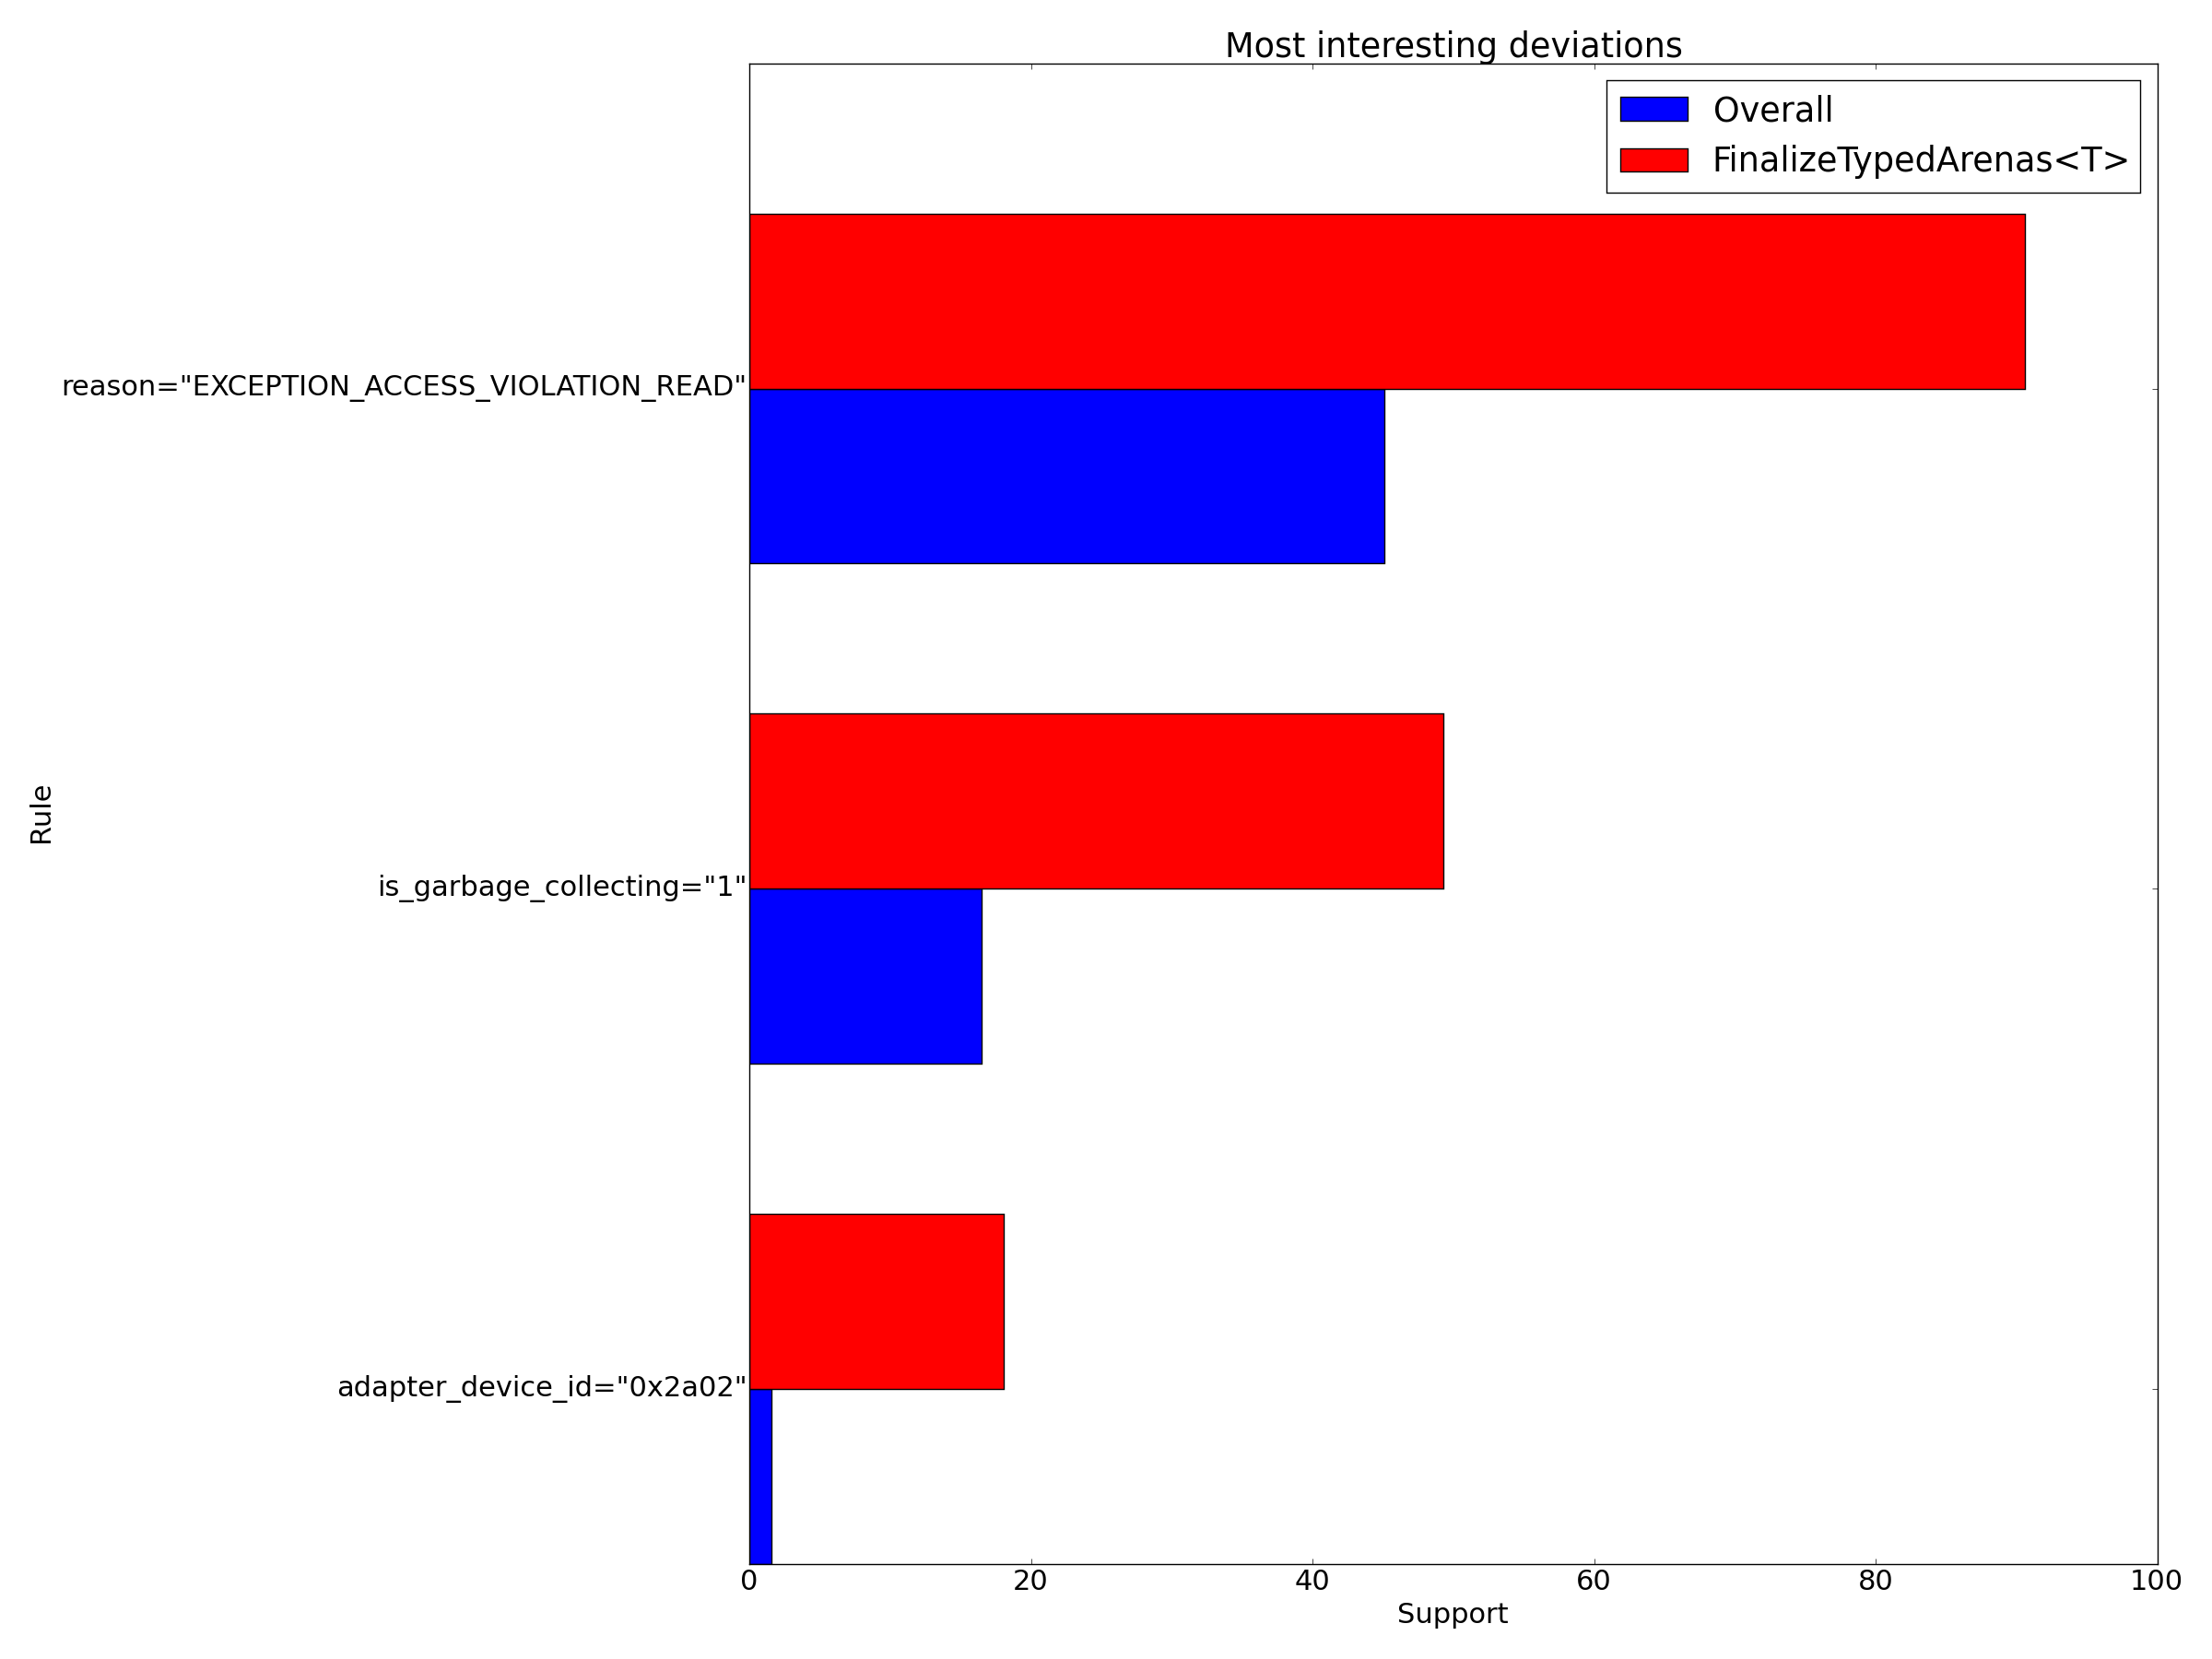 Most interesting deviations
Overall
FinalizeTypedArenas<T>
reason="EXCEPTION_ACCESS_VIOLATION_READ"
is_garbage_collecting="1"
adapter_device_id="0x2a02"
Rule
0 20 40 60 80 100
Support